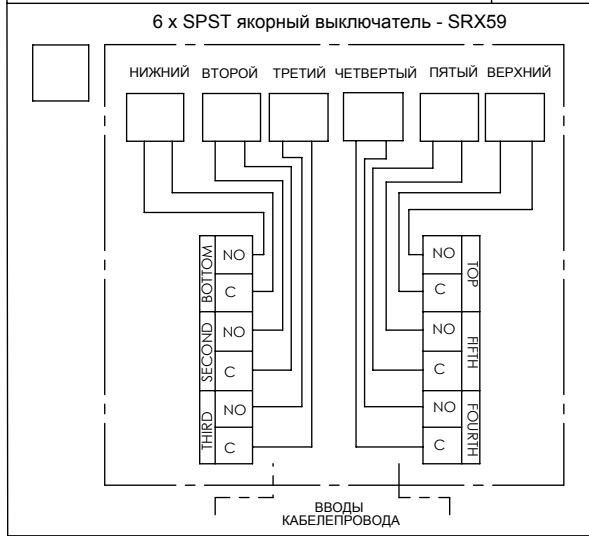 6 x SPST якорный выключатель - SRX59
НИЖНИЙ ВТОРОЙ ТРЕТИЙ ЧЕТВЕРТЫЙ ПЯТЫЙ ВЕРХНИЙ
BOTTOM
NO
C
SECOND
NO
C
THIRD
NO
C
NO
C
TOP
NO
C
FIFTH
NO
C
FOURTH
ВВОДЫ
КАБЕЛЕПРОВОДА